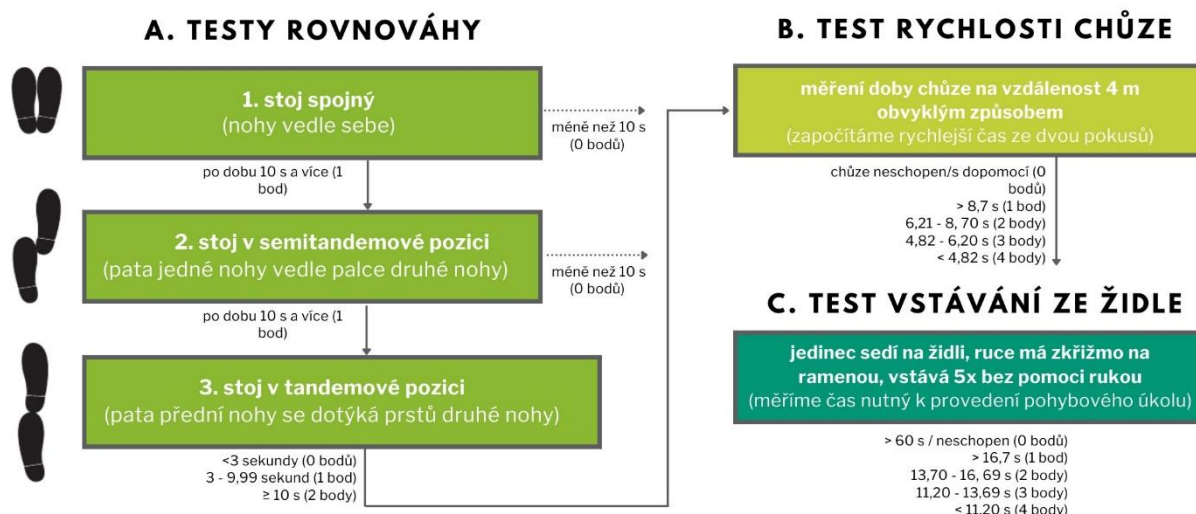 A. TESTY ROVNOVÁHY
1. stoj spojný
(nohy vedle sebe)
méně než 10 s
(0 bodů)
po dobu 10 s a více (1
bod)
2. stoj v semitandemové pozici
(pata jedné nohy vedle palce druhé nohy)
méně než 10 s
(0 bodů)
po dobu 10 s a více (1
bod)
3. stoj v tandemové pozici
(pata přední nohy se dotýká prstů druhé nohy)
<3 sekundy (0 bodů)
3 - 9,99 sekund (1 bod)
≥ 10 s (2 body)
B. TEST RYCHLOSTI CHŮZE
měření doby chůze na vzdálenost 4 m
obvyklým způsobem
(započítáme rychlejší čas ze dvou pokusů)
chůze neschopen/s dopomocí (0
bodů)
> 8,7 s (1 bod)
6,21 - 8, 70 s (2 body)
4,82 - 6,20 s (3 body)
< 4,82 s (4 body)
C. TEST VSTÁVÁNÍ ZE ŽIDLE
jedinec sedí na židli, ruce má zkřižmo na
ramenou, vstává 5x bez pomoci rukou
(měříme čas nutný k provedení pohybového úkolu)
> 60 s / neschopen (0 bodů)
> 16,7 s (1 bod)
13,70 - 16, 69 s (2 body)
11,20 - 13,69 s (3 body)
< 11,20 s (4 body)